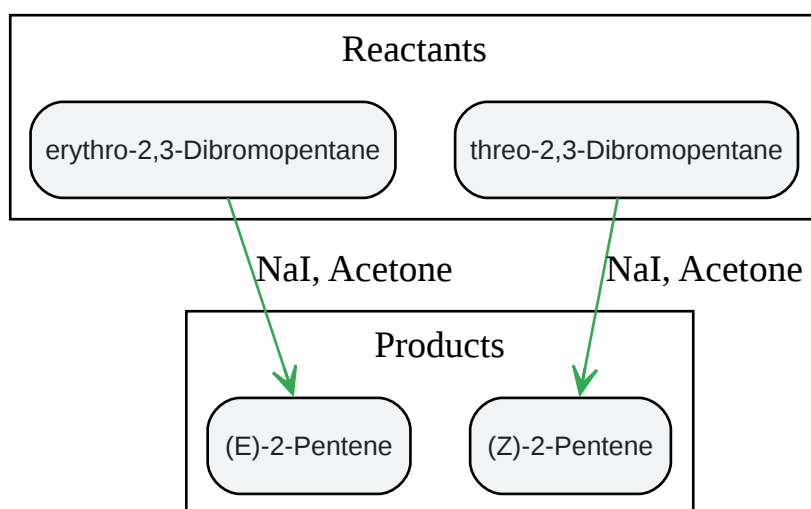 Reactants
erythro-2,3-Dibromopentane
threo-2,3-Dibromopentane
NaI, Acetone
NaI, Acetone
Products
(E)-2-Pentene
(Z)-2-Pentene